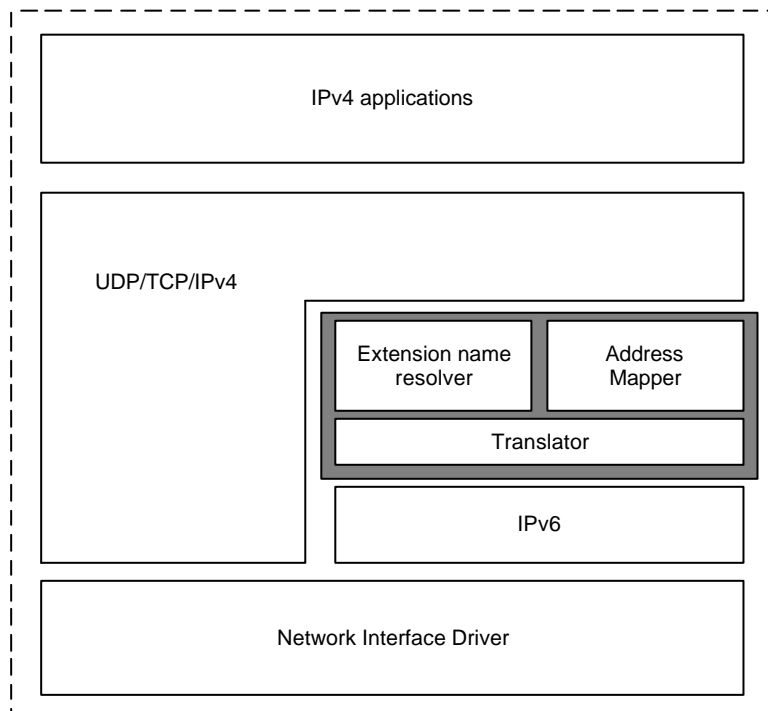 IPv4 applications
UDP/TCP/IPv4
Extension name
resolver
Address
Mapper
Translator
IPv6
Network Interface Driver